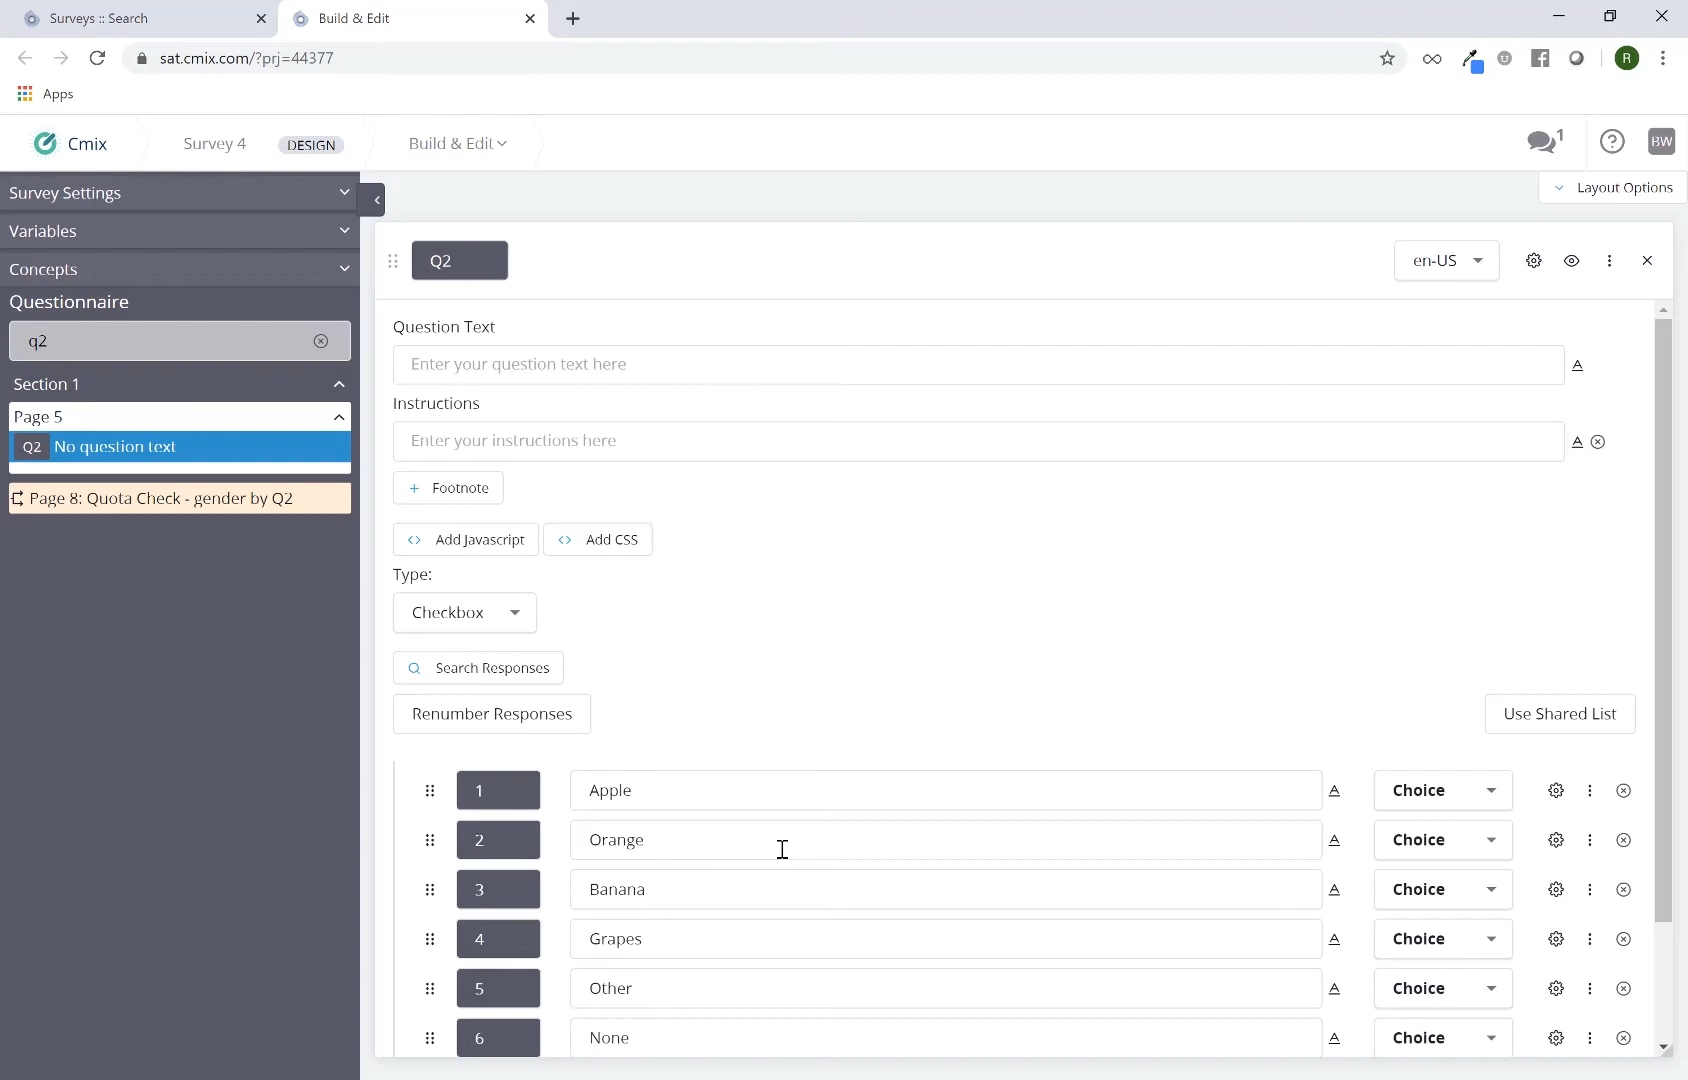 Surveys :: Search
Build & Edit
sat.cmix.com/?prj=44377
R
Apps
Cmix
Survey 4
DESIGN
Build & Edit
1
BW
Survey Settings
Layout Options
Variables
Concepts
Q2
en-US
Questionnaire
q2
Section 1
Page 5
Q2 No question text
Page 8: Quota Check - gender by Q2
Question Text
Enter your question text here
A
Instructions
Enter your instructions here
A
+ Footnote
<> Add Javascript
<> Add CSS
Type:
Checkbox
Search Responses
Renumber Responses
Use Shared List
1 Apple A Choice
2 Orange A Choice
3 Banana A Choice
4 Grapes A Choice
5 Other A Choice
6 None A Choice